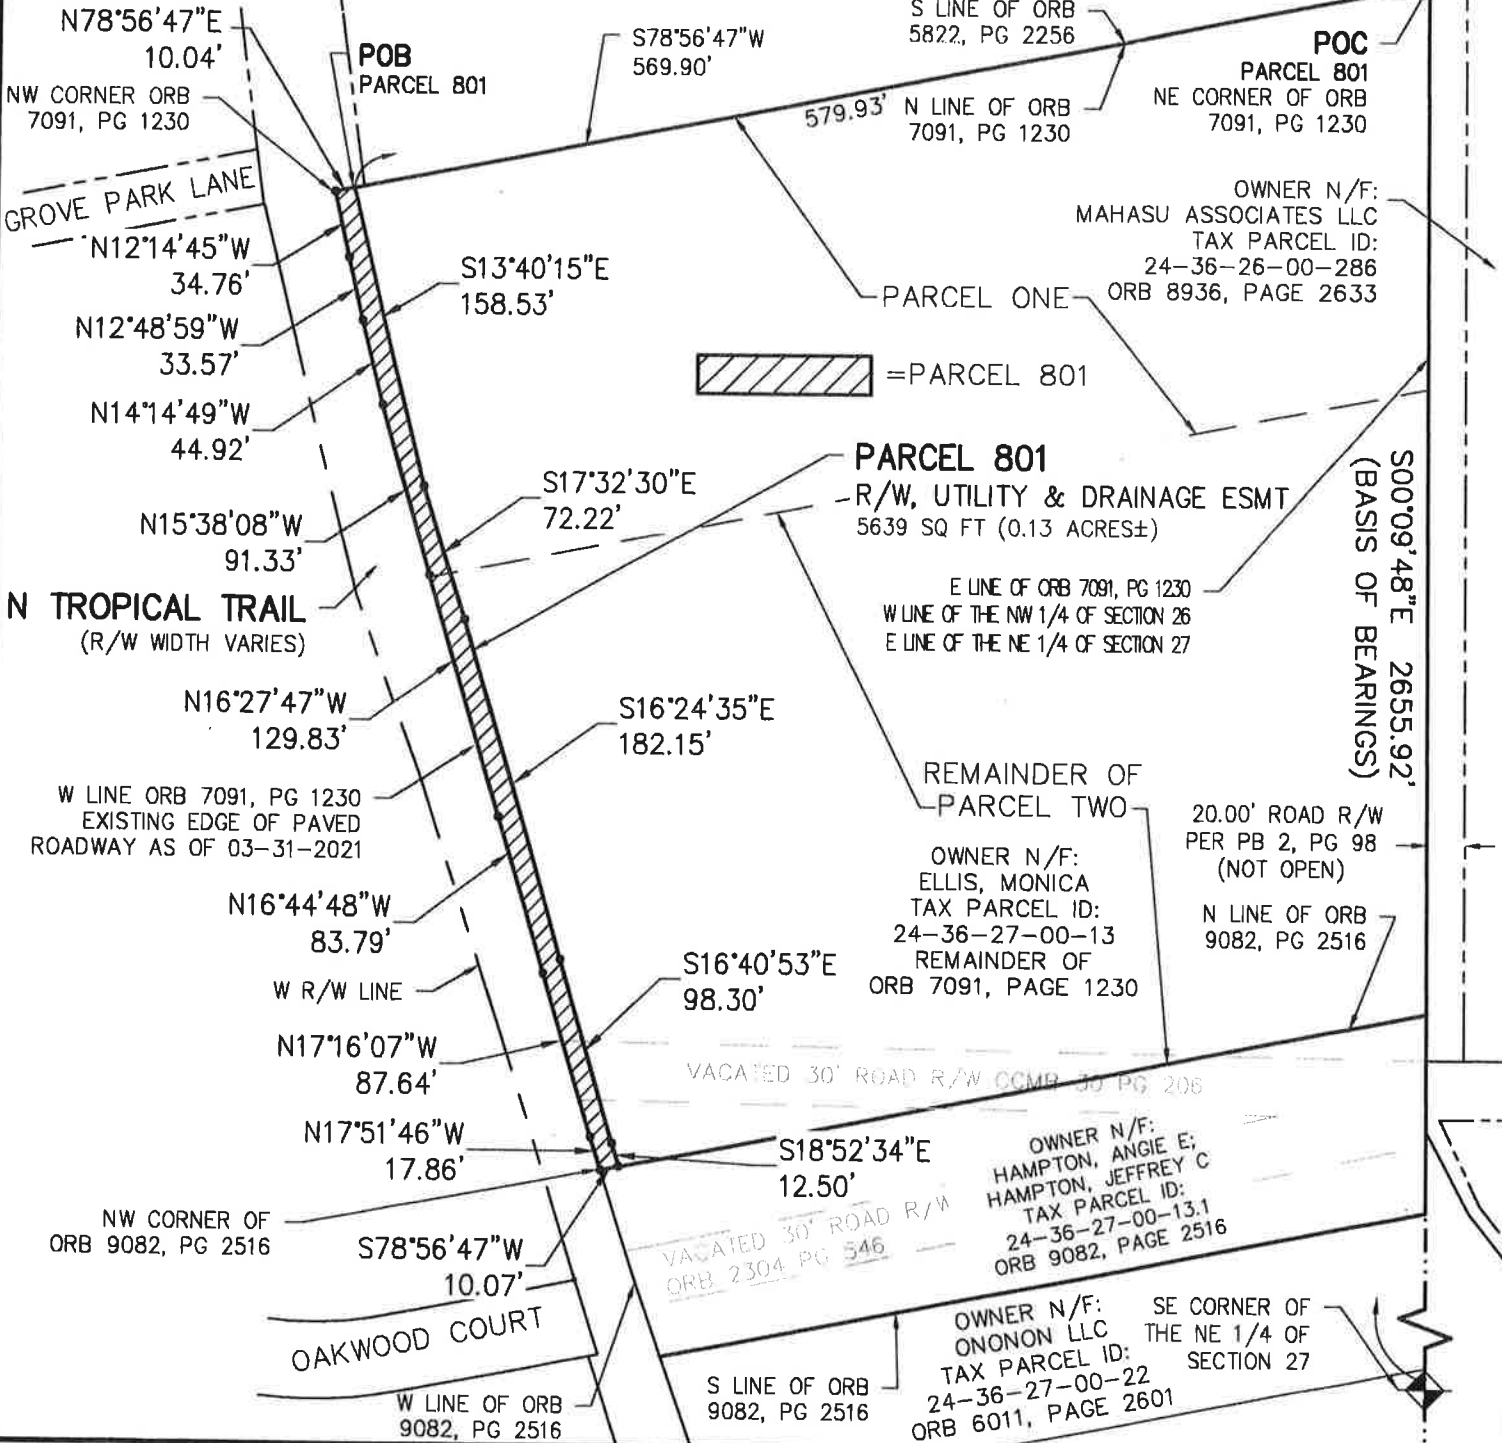 N78°56'47"E
10.04'
POB
PARCEL 801
NW CORNER ORB
7091, PG 1230
S78°56'47"W
569.90'
S LINE OF ORB
5822, PG 2256
POC
PARCEL 801
NE CORNER OF ORB
7091, PG 1230
579.93'
N LINE OF ORB
7091, PG 1230
GROVE PARK LANE
OWNER N/F:
MAHASU ASSOCIATES LLC
TAX PARCEL ID:
24-36-26-00-286
ORB 8936, PAGE 2633
N12°14'45"W
34.76'
S13°40'15"E
158.53'
PARCEL ONE
N12°48'59"W
33.57'
=PARCEL 801
N14°14'49"W
44.92'
PARCEL 801
R/W, UTILITY & DRAINAGE ESMT
5639 SQ FT (0.13 ACRES±)
S17°32'30"E
72.22'
N15°38'08"W
91.33'
S00°09'48"E 2655.92'
(BASIS OF BEARINGS)
N TROPICAL TRAIL
(R/W WIDTH VARIES)
E LINE OF ORB 7091, PG 1230
W LINE OF THE NW 1/4 OF SECTION 26
E LINE OF THE NE 1/4 OF SECTION 27
N16°27'47"W
129.83'
S16°24'35"E
182.15'
W LINE ORB 7091, PG 1230
EXISTING EDGE OF PAVED
ROADWAY AS OF 03-31-2021
REMAINDER OF
PARCEL TWO
20.00' ROAD R/W
PER PB 2, PG 98
(NOT OPEN)
OWNER N/F:
ELLIS, MONICA
TAX PARCEL ID:
24-36-27-00-13
REMAINDER OF
ORB 7091, PAGE 1230
N16°44'48"W
83.79'
N LINE OF ORB
9082, PG 2516
W R/W LINE
S16°40'53"E
98.30'
N17°16'07"W
87.64'
VACATED 30' ROAD R/W CCMB 30 PG 206
N17°51'46"W
17.86'
S18°52'34"E
12.50'
OWNER N/F:
HAMPTON, ANGIE E;
HAMPTON, JEFFREY C
TAX PARCEL ID:
24-36-27-00-13.1
ORB 9082, PAGE 2516
NW CORNER OF
ORB 9082, PG 2516
VACATED 30' ROAD R/W
ORB 2304 PG 546
S78°56'47"W
10.07'
OAKWOOD COURT
OWNER N/F:
ONONON LLC
TAX PARCEL ID:
24-36-27-00-22
ORB 6011, PAGE 2601
SE CORNER OF
THE NE 1/4 OF
SECTION 27
W LINE OF ORB
9082, PG 2516
S LINE OF ORB
9082, PG 2516